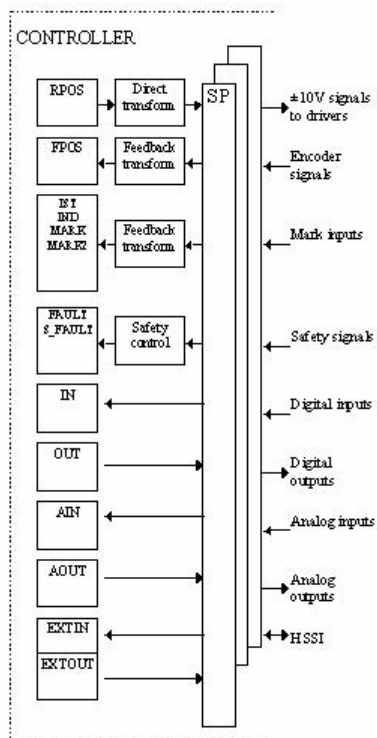 CONTROLLER
RPOS
Direct
transform
SP
±10V signals
to drivers
FPOS
Feedback
transform
Encoder
signals
IST
IND
MARK
MARK2
Feedback
transform
Mark inputs
FAULT
S_FAULT
Safety
control
Safety signals
IN
Digital inputs
OUT
Digital
outputs
AIN
Analog inputs
AOUT
Analog
outputs
EXTIN
HSSI
EXTOUT